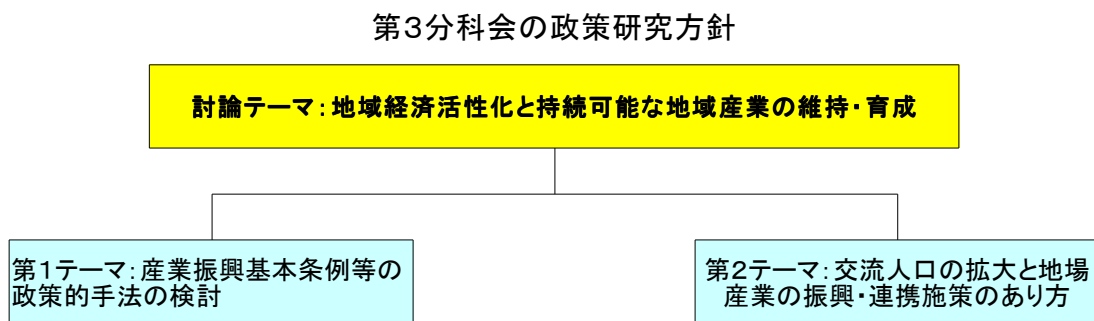 第3分科会の政策研究方針
討論テーマ:地域経済活性化と持続可能な地域産業の維持・育成
第1テーマ:産業振興基本条例等の
政策的手法の検討
第2テーマ:交流人口の拡大と地場
産業の振興・連携施策のあり方